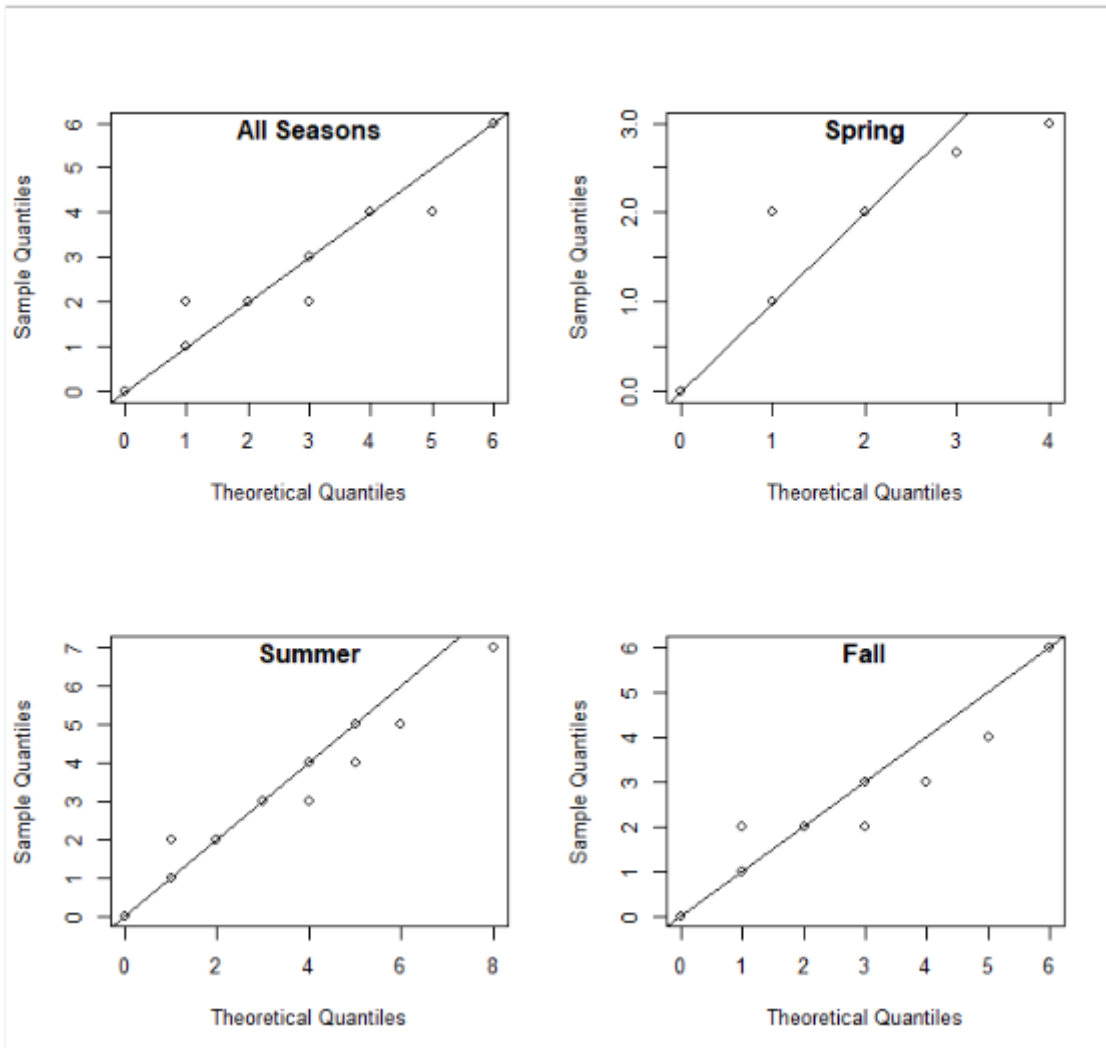 All Seasons
Sample Quantiles
6
5
4
3
2
1
0
0 1 2 3 4 5 6
Theoretical Quantiles
Spring
Sample Quantiles
3.0
2.0
1.0
0.0
0 1 2 3 4
Theoretical Quantiles
Summer
Sample Quantiles
7
6
5
4
3
2
1
0
0 2 4 6 8
Theoretical Quantiles
Fall
Sample Quantiles
6
5
4
3
2
1
0
0 1 2 3 4 5 6
Theoretical Quantiles